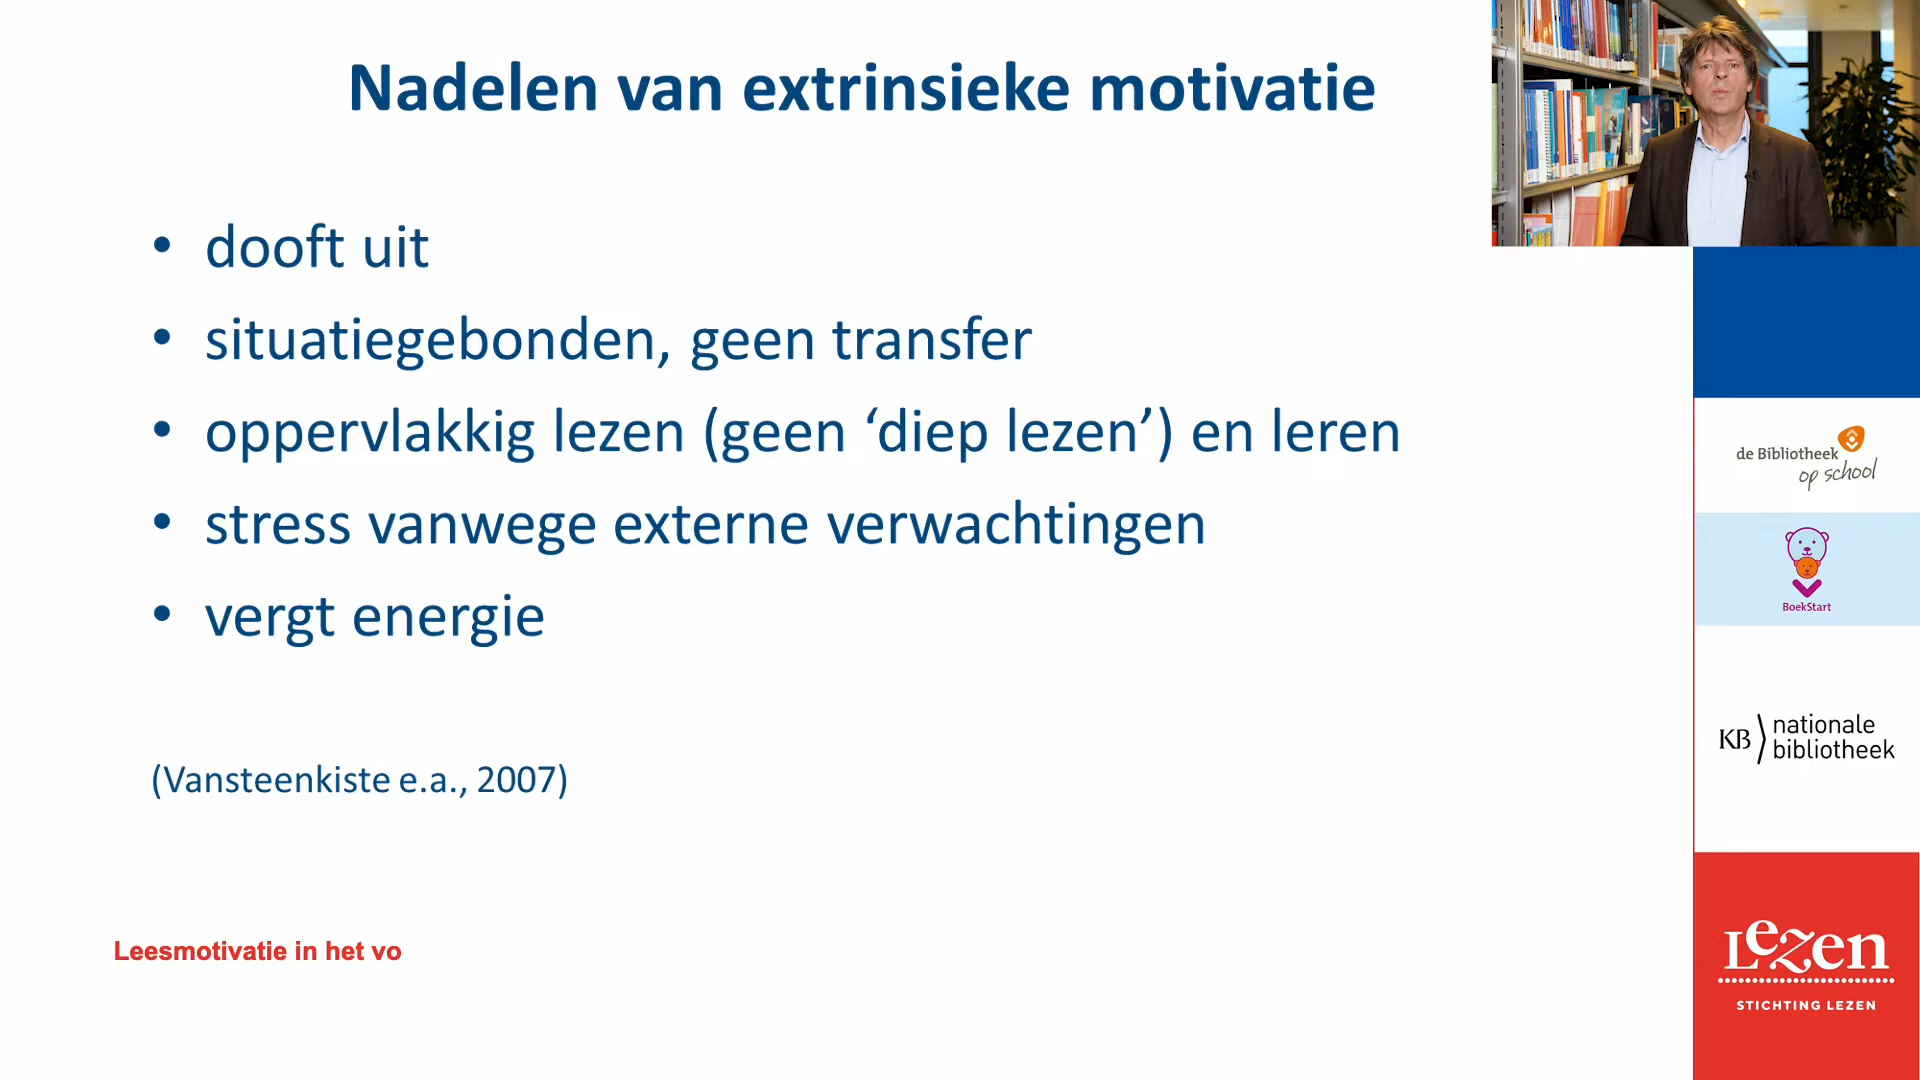 Nadelen van extrinsieke motivatie
• dooft uit
• situatiegebonden, geen transfer
• oppervlakkig lezen (geen ‘diep lezen’) en leren
• stress vanwege externe verwachtingen
• vergt energie
(Vansteenkiste e.a., 2007)
Leesmotivatie in het vo
de Bibliotheek
op school
BoekStart
KB nationale
bibliotheek
Lezen
STICHTING LEZEN